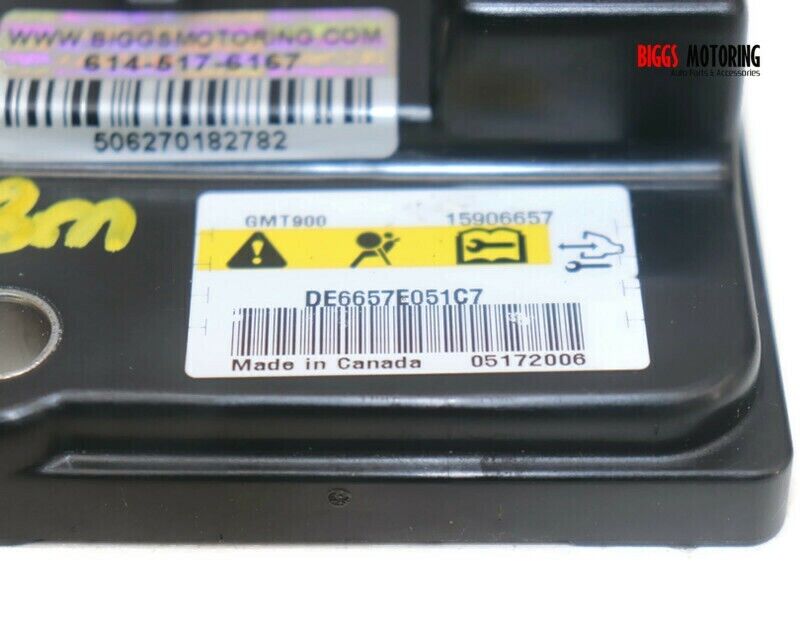 BIGGS MOTORING
Auto Parts & Accessories
WWW.BIGGSMOTORING.COM
614-517-6167
506270182782
GMT900 15906657
DE6657E051C7
Made in Canada 05172006